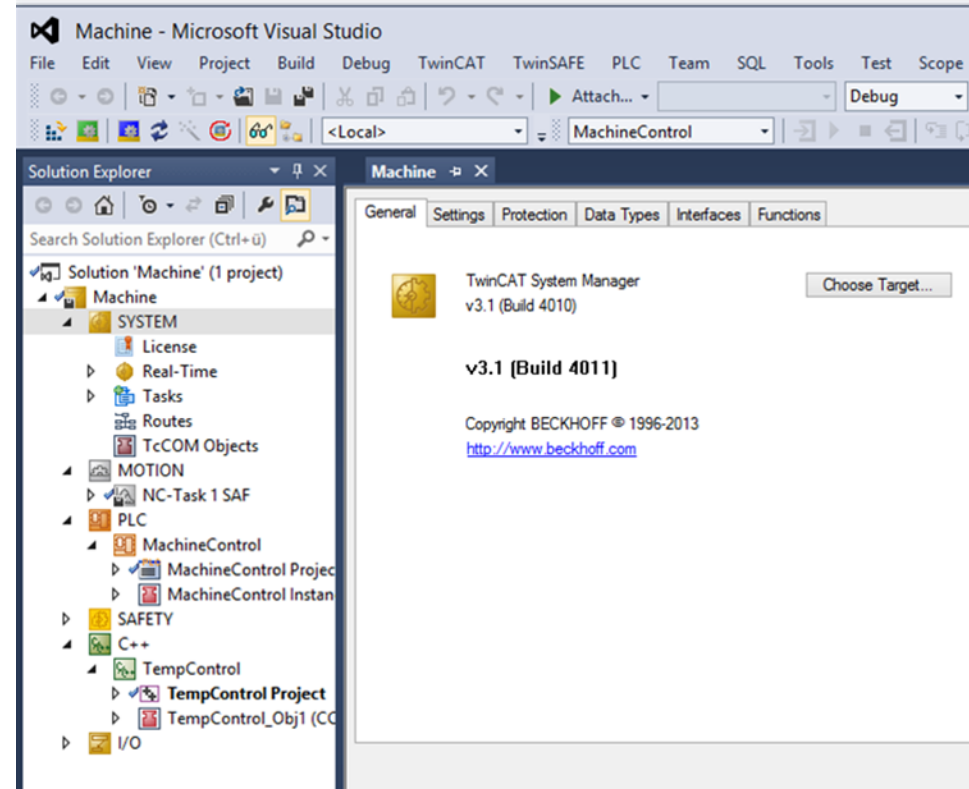 Machine - Microsoft Visual Studio
File Edit View Project Build Debug TwinCAT TwinSAFE PLC Team SQL Tools Test Scope
Attach... Debug
<Local> MachineControl
Solution Explorer
Machine
General Settings Protection Data Types Interfaces Functions
Search Solution Explorer (Ctrl+ü)
Solution 'Machine' (1 project)
Machine
SYSTEM
License
Real-Time
Tasks
Routes
TcCOM Objects
MOTION
NC-Task 1 SAF
PLC
MachineControl
MachineControl Projec
MachineControl Instan
SAFETY
C++
TempControl
TempControl Project
TempControl_Obj1 (CC
I/O
TwinCAT System Manager
v3.1 (Build 4010)
Choose Target...
v3.1 (Build 4011)
Copyright BECKHOFF © 1996-2013
http://www.beckhoff.com